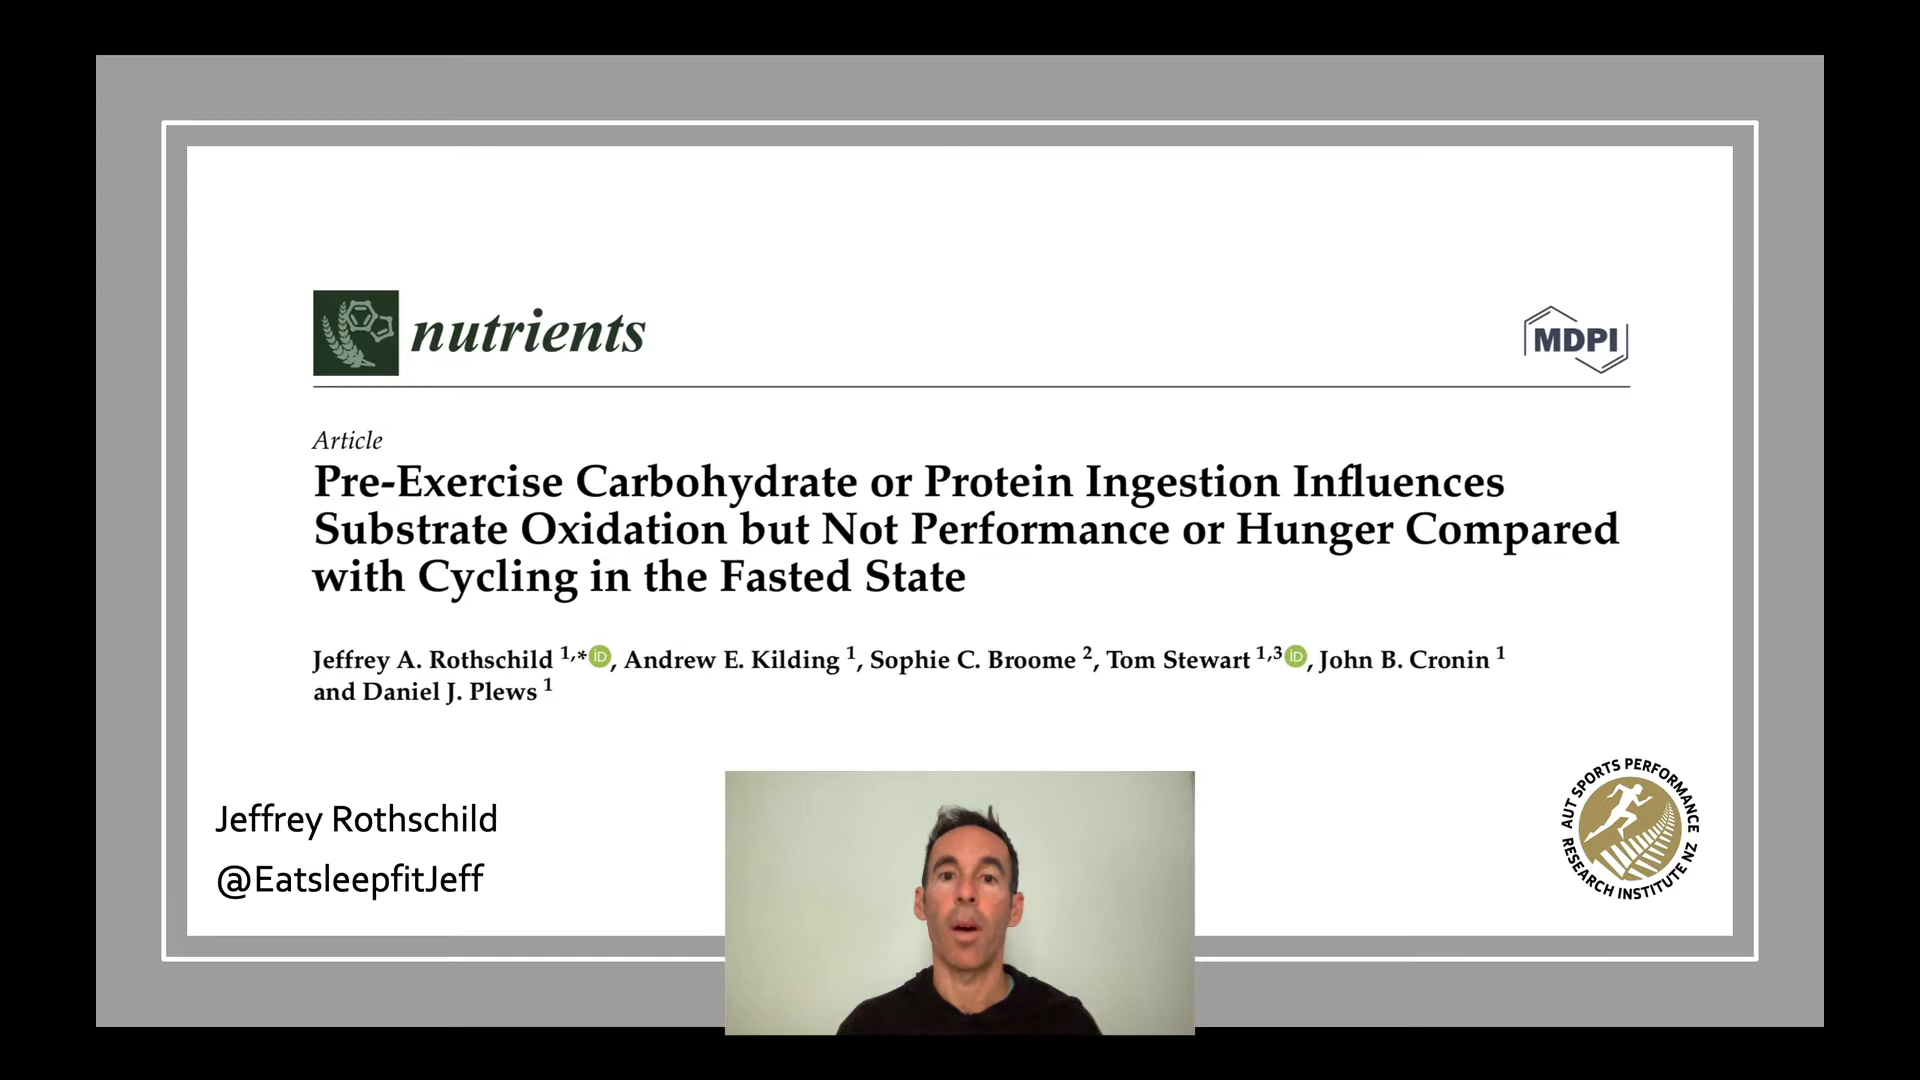 nutrients
MDPI
Article
Pre-Exercise Carbohydrate or Protein Ingestion Influences
Substrate Oxidation but Not Performance or Hunger Compared
with Cycling in the Fasted State
Jeffrey A. Rothschild 1,* iD, Andrew E. Kilding 1, Sophie C. Broome 2, Tom Stewart 1,3 iD, John B. Cronin 1
and Daniel J. Plews 1
Jeffrey Rothschild
@EatsleepfitJeff
AUT SPORTS PERFORMANCE
RESEARCH INSTITUTE NZ